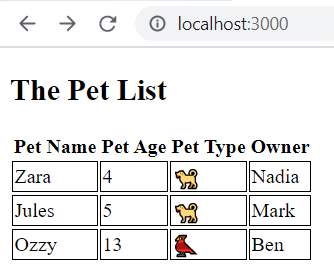 localhost:3000
The Pet List
Pet Name Pet Age Pet Type Owner
Zara 4 Nadia
Jules 5 Mark
Ozzy 13 Ben